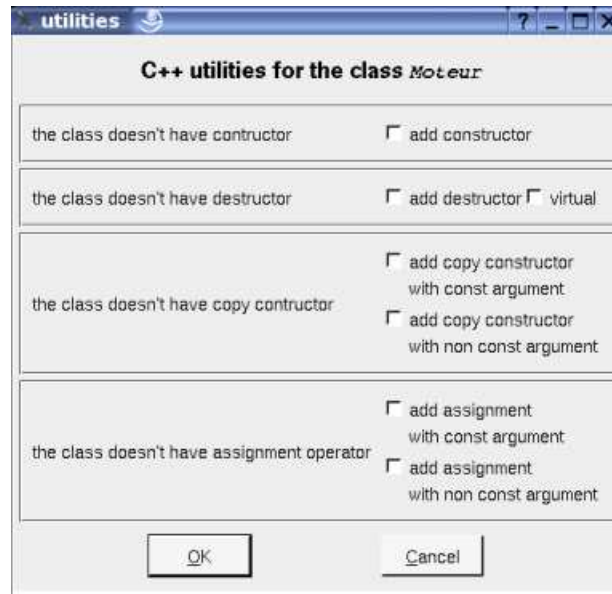 utilities
C++ utilities for the class Moteur
the class doesn't have contructor
add constructor
the class doesn't have destructor
add destructor
virtual
the class doesn't have copy contructor
add copy constructor
with const argument
add copy constructor
with non const argument
the class doesn't have assignment operator
add assignment
with const argument
add assignment
with non const argument
OK
Cancel